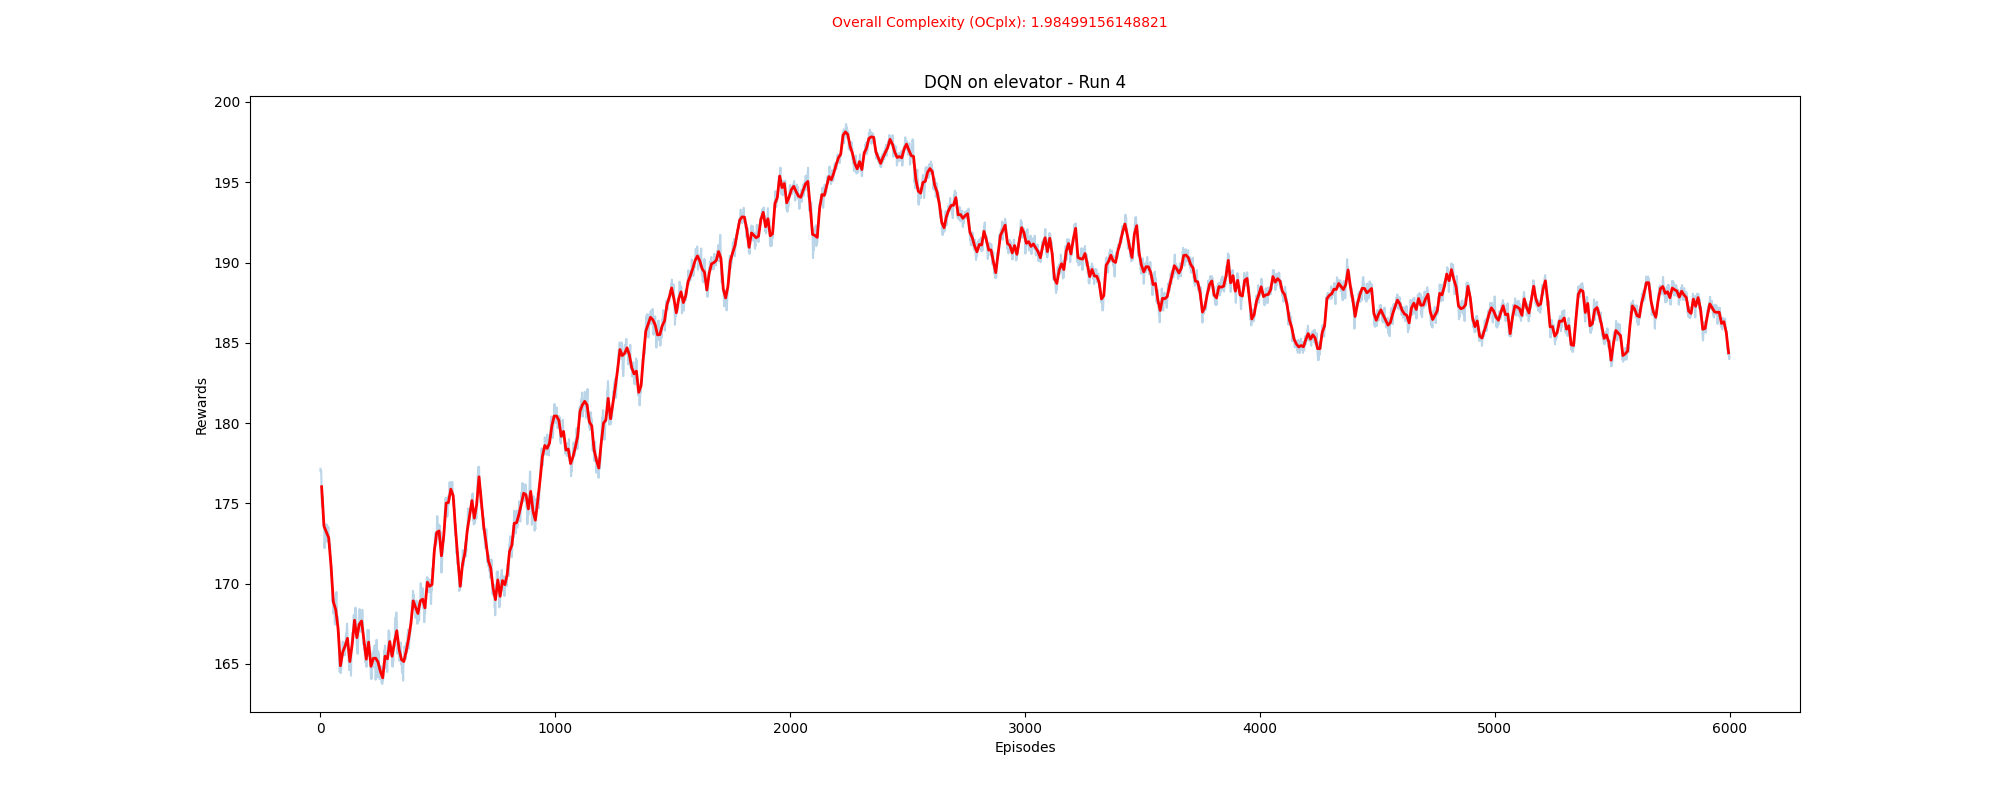 Overall Complexity (OCplx): 1.98499156148821
DQN on elevator - Run 4
200
195
190
185
180
175
170
165
Rewards
0 1000 2000 3000 4000 5000 6000
Episodes